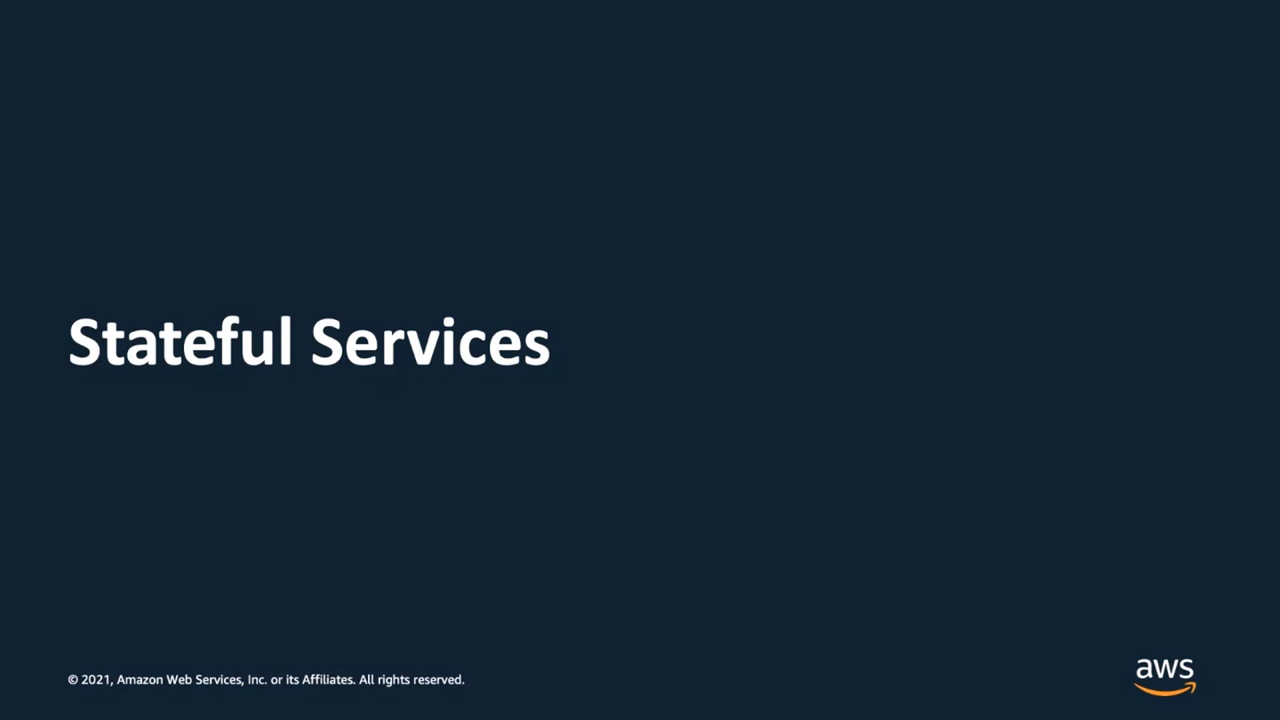 Stateful Services
© 2021, Amazon Web Services, Inc. or its Affiliates. All rights reserved.
aws